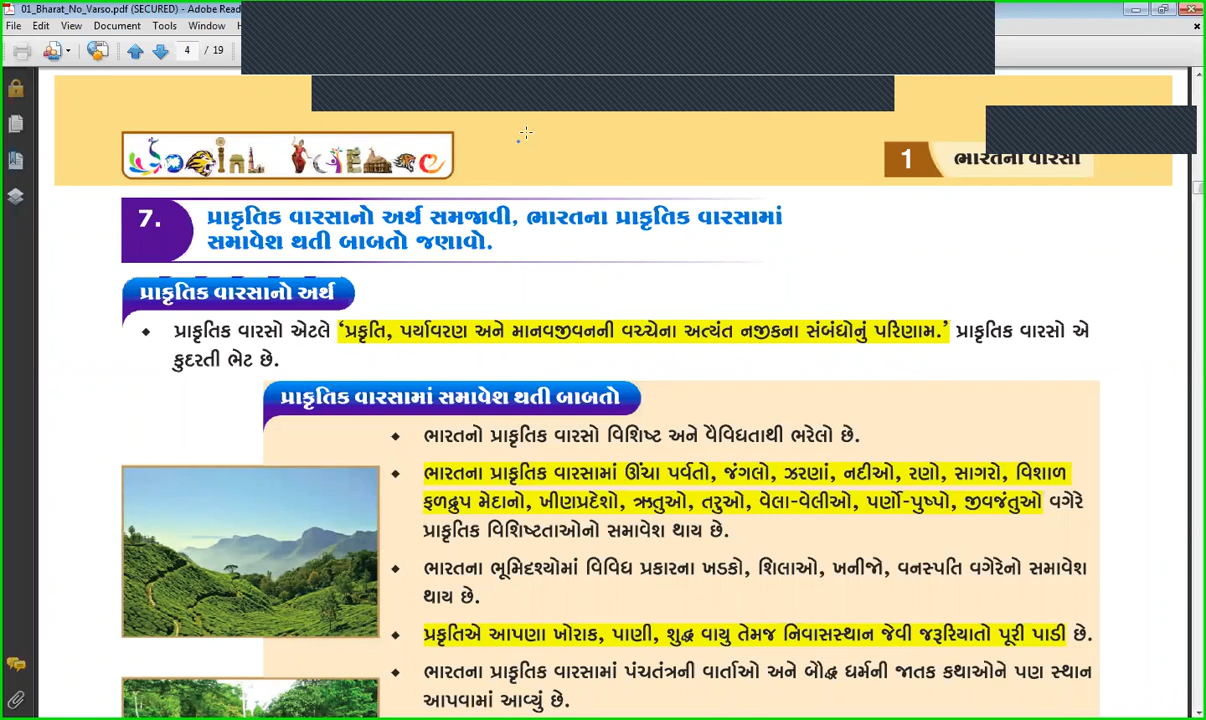 01_Bharat_No_Varso.pdf (SECURED) - Adobe Read
File Edit View Document Tools Window
4 / 19
Social Science
1 ભારતનો વારસો
7. પ્રાકૃતિક વારસાનો અર્થ સમજાવી, ભારતના પ્રાકૃતિક વારસામાં
સમાવેશ થતી બાબતો જણાવો.
પ્રાકૃતિક વારસાનો અર્થ
પ્રાકૃતિક વારસો એટલે ‘પ્રકૃતિ, પર્યાવરણ અને માનવજીવનની વચ્ચેના અત્યંત નજીકના સંબંધોનું પરિણામ.’ પ્રાકૃતિક વારસો એ
કુદરતી ભેટ છે.
પ્રાકૃતિક વારસામાં સમાવેશ થતી બાબતો
ભારતનો પ્રાકૃતિક વારસો વિશિષ્ટ અને વૈવિધતાથી ભરેલો છે.
ભારતના પ્રાકૃતિક વારસામાં ઊંચા પર્વતો, જંગલો, ઝરણાં, નદીઓ, રણો, સાગરો, વિશાળ
ફળદ્રુપ મેદાનો, ખીણપ્રદેશો, ઋતુઓ, તરુઓ, વેલા-વેલીઓ, પર્ણો-પુષ્પો, જીવજંતુઓ વગેરે
પ્રાકૃતિક વિશિષ્ટતાઓનો સમાવેશ થાય છે.
ભારતના ભૂમિદૃશ્યોમાં વિવિધ પ્રકારના ખડકો, શિલાઓ, ખનીજો, વનસ્પતિ વગેરેનો સમાવેશ
થાય છે.
પ્રકૃતિએ આપણા ખોરાક, પાણી, શુદ્ધ વાયુ તેમજ નિવાસસ્થાન જેવી જરૂરિયાતો પૂરી પાડી છે.
ભારતના પ્રાકૃતિક વારસામાં પંચતંત્રની વાર્તાઓ અને બૌદ્ધ ધર્મની જાતક કથાઓને પણ સ્થાન
આપવામાં આવ્યું છે.